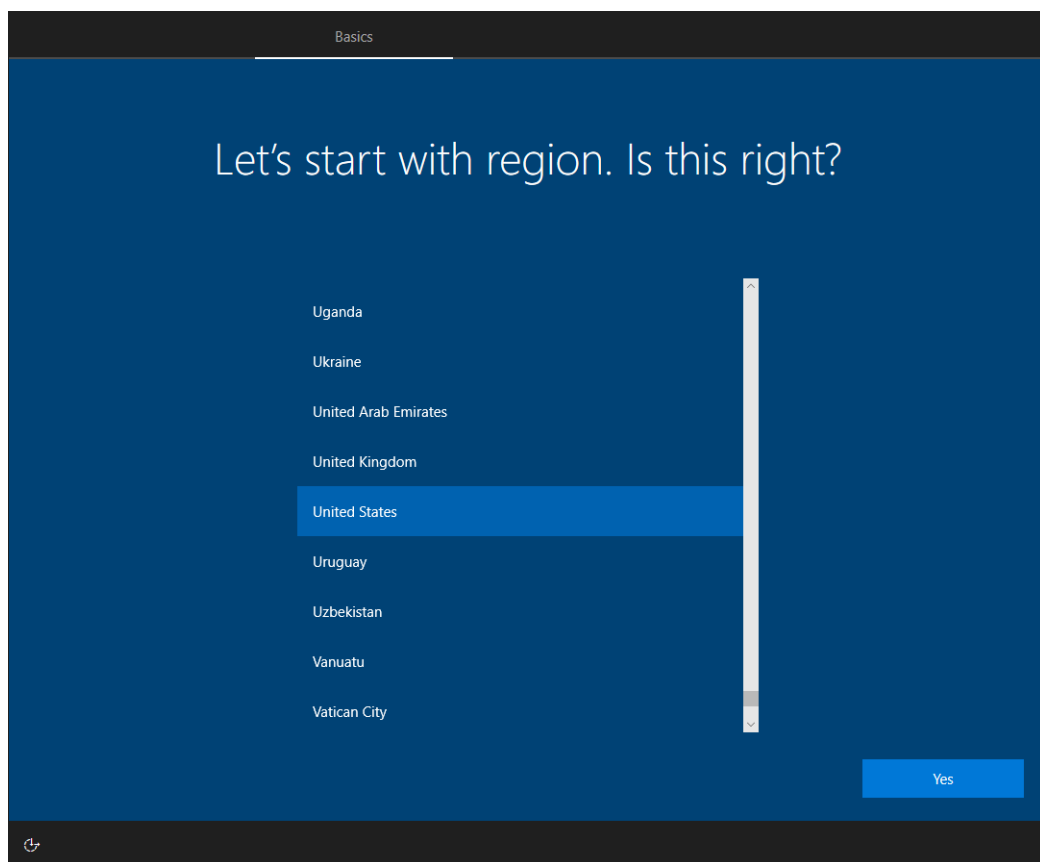 Basics
Let's start with region. Is this right?
Uganda
Ukraine
United Arab Emirates
United Kingdom
United States
Uruguay
Uzbekistan
Vanuatu
Vatican City
Yes